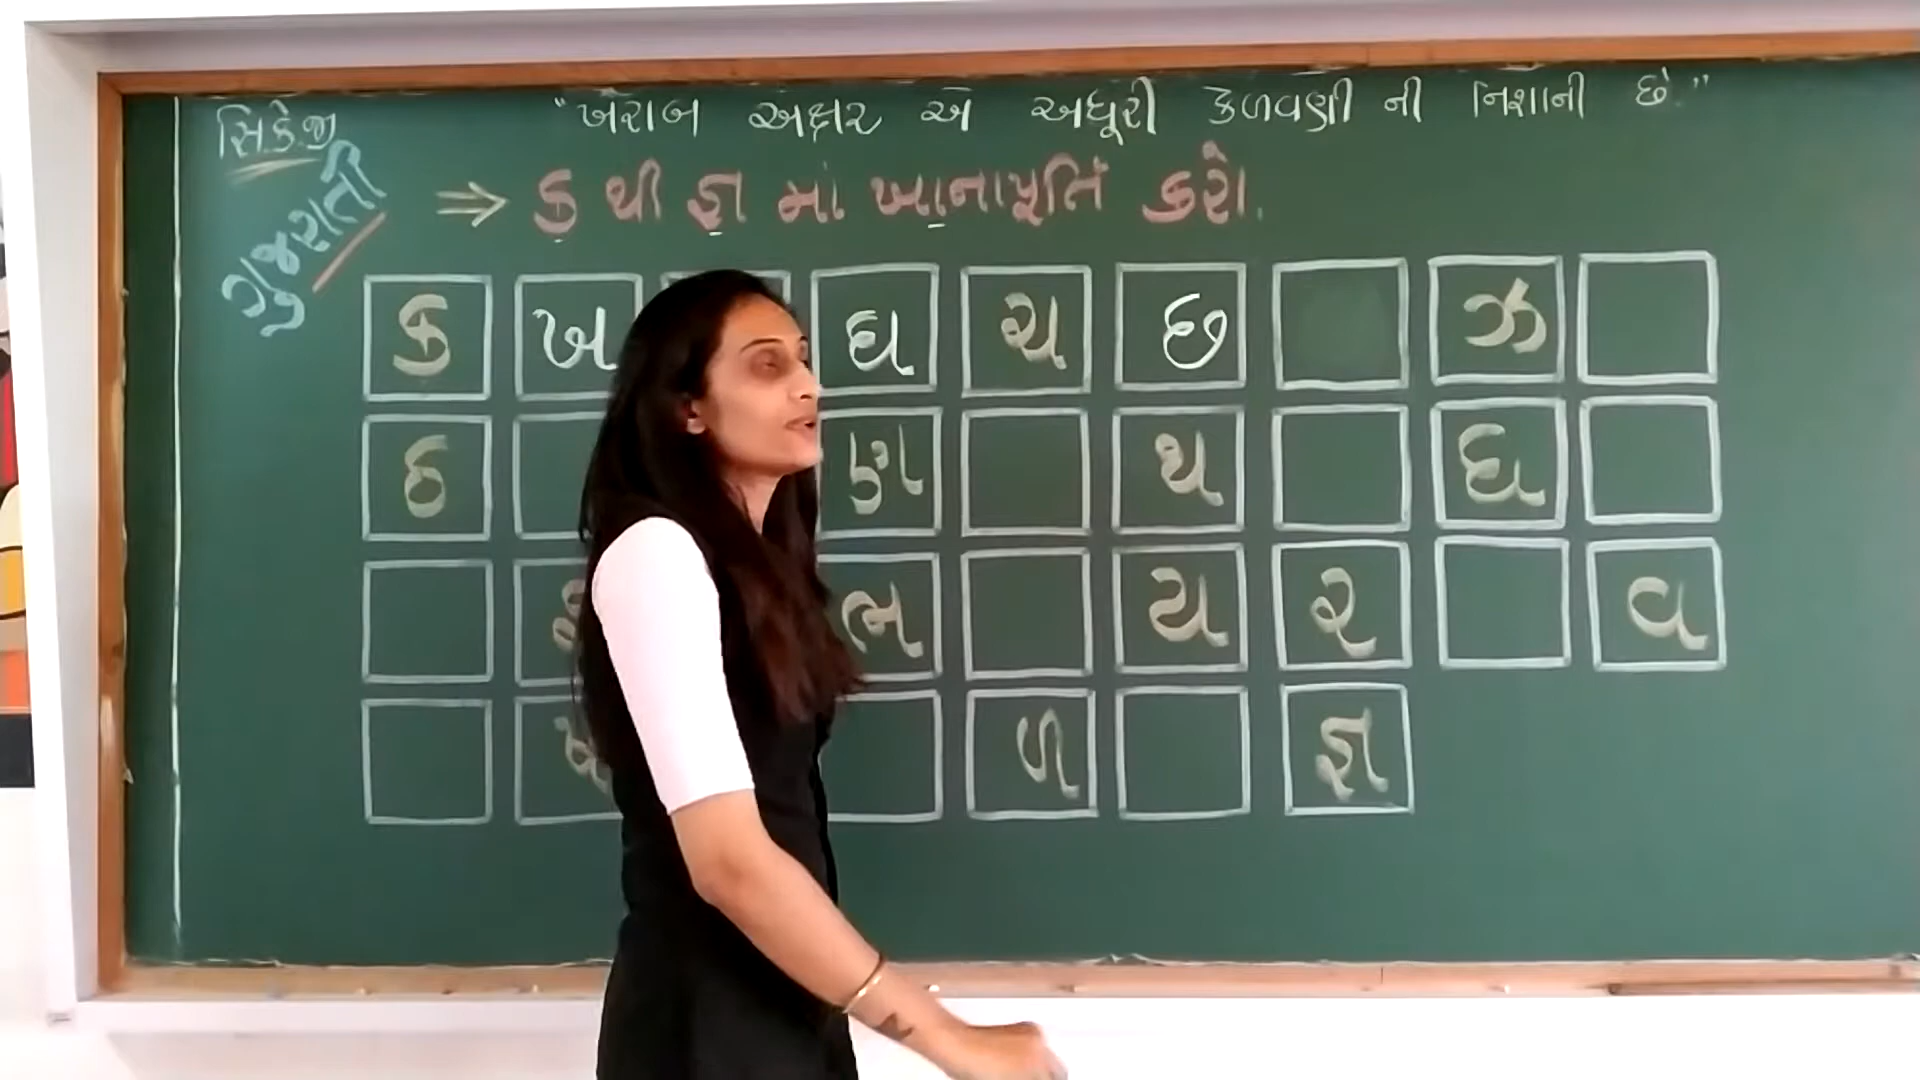 સિ.કે.જી
"ખરાબ અક્ષર એ અધૂરી કેળવણી ની નિશાની છે."
ગુજરાતી
⇒ ક થી જ્ઞ માં ખાનાપૂર્તિ કરો.
ક ખ ઘ ચ છ ઝ
ઠ ણ થ ધ
ભ ય ર વ
ળ જ્ઞ